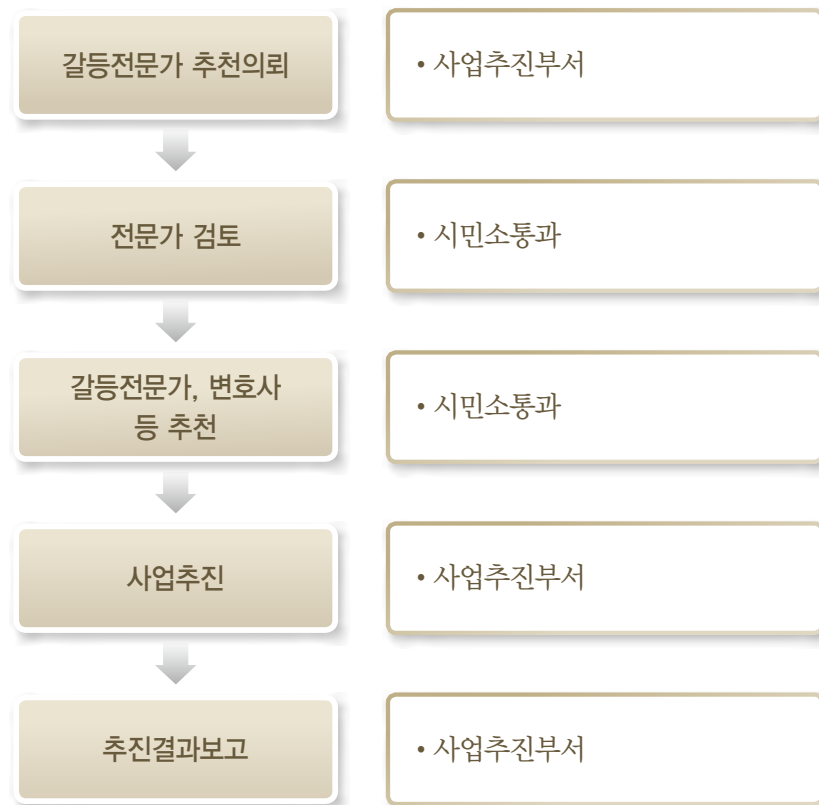 갈등전문가 추천의뢰
• 사업추진부서
전문가 검토
• 시민소통과
갈등전문가, 변호사
등 추천
• 시민소통과
사업추진
• 사업추진부서
추진결과보고
• 사업추진부서